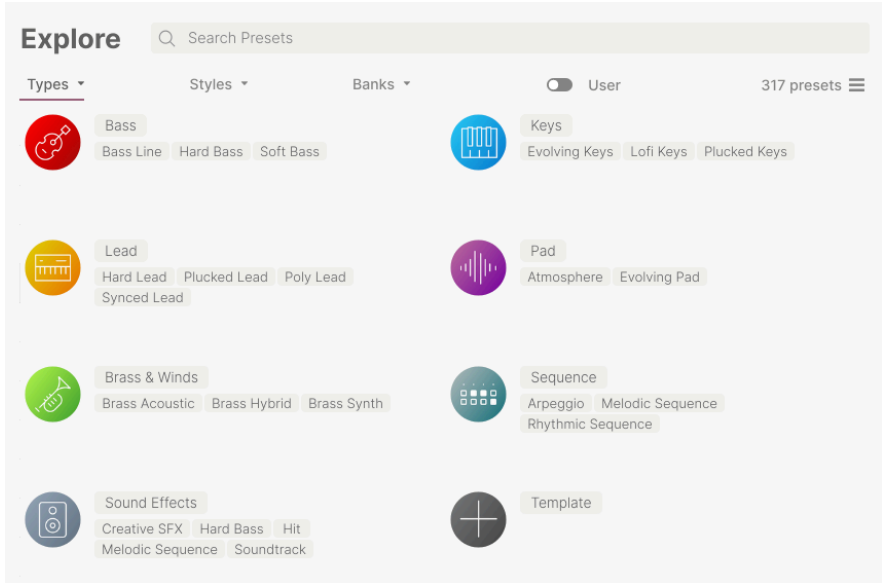 Explore
Search Presets
Types Styles Banks User 317 presets
Bass
Bass Line Hard Bass Soft Bass
Keys
Evolving Keys Lofi Keys Plucked Keys
Lead
Hard Lead Plucked Lead Poly Lead
Synced Lead
Pad
Atmosphere Evolving Pad
Brass & Winds
Brass Acoustic Brass Hybrid Brass Synth
Sequence
Arpeggio Melodic Sequence
Rhythmic Sequence
Sound Effects
Creative SFX Hard Bass Hit
Melodic Sequence Soundtrack
Template